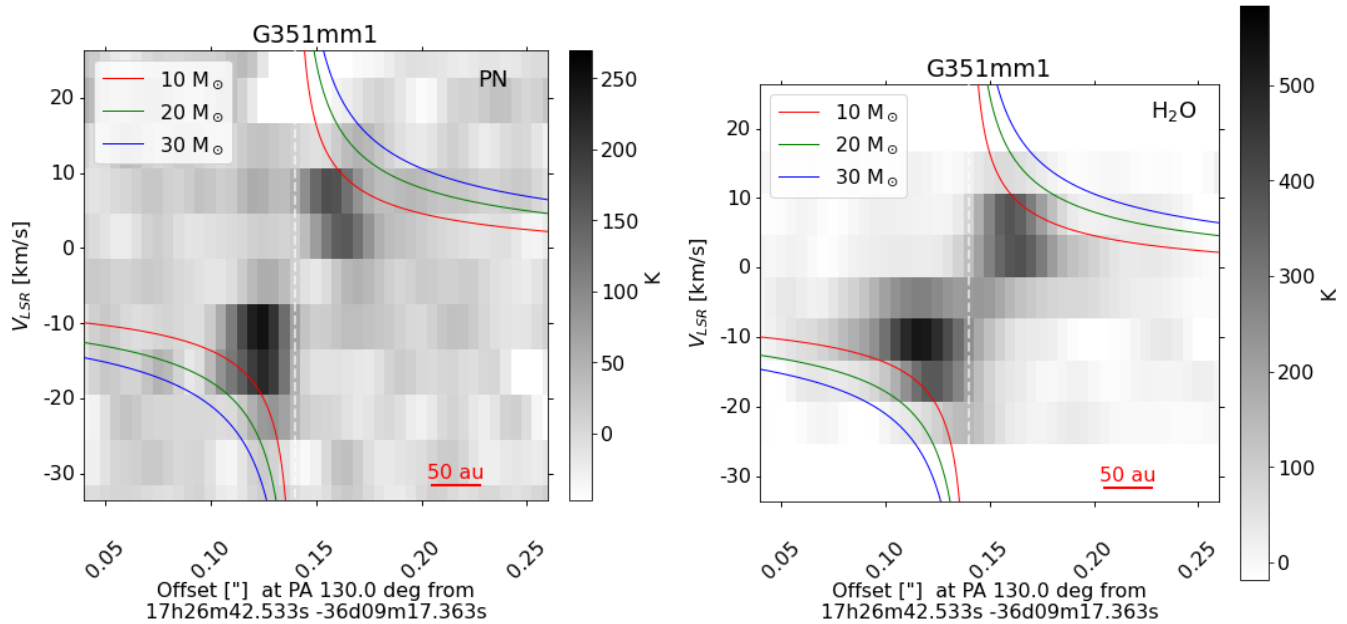 G351mm1
PN
10 M⊙
20 M⊙
30 M⊙
V_LSR [km/s]
20
10
0
-10
-20
-30
50 au
0.05
0.10
0.15
0.20
0.25
Offset ["] at PA 130.0 deg from
17h26m42.533s -36d09m17.363s
250
200
150
100
50
0
K
G351mm1
H₂O
10 M⊙
20 M⊙
30 M⊙
V_LSR [km/s]
20
10
0
-10
-20
-30
50 au
0.05
0.10
0.15
0.20
0.25
Offset ["] at PA 130.0 deg from
17h26m42.533s -36d09m17.363s
500
400
300
200
100
0
K